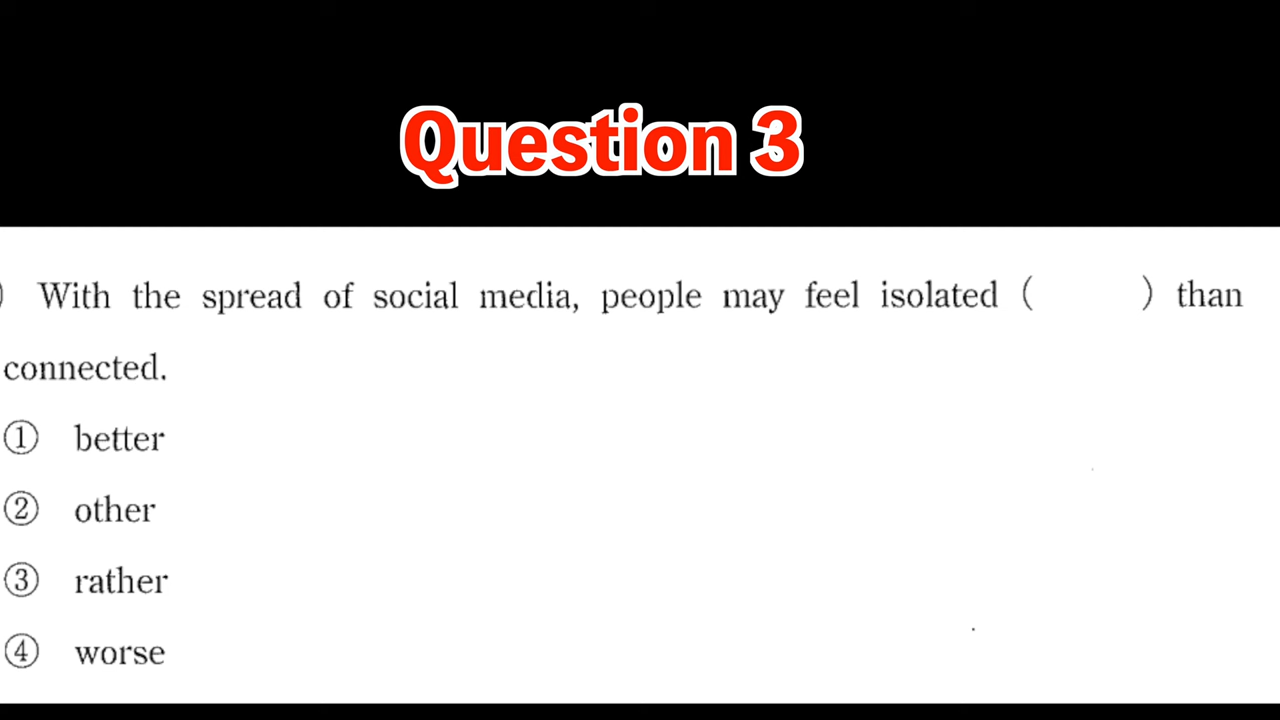 Question 3
) With the spread of social media, people may feel isolated ( ) than
connected.
① better
② other
③ rather
④ worse